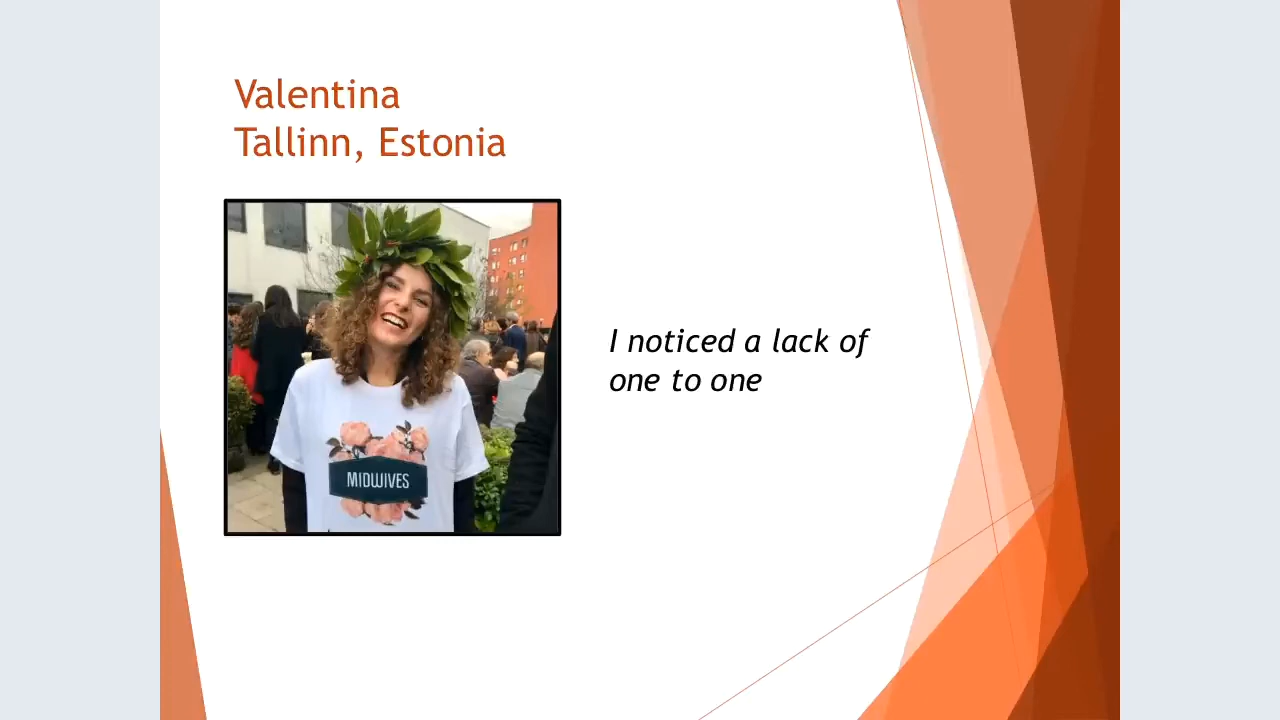 Valentina
Tallinn, Estonia
I noticed a lack of
one to one
MIDWIVES